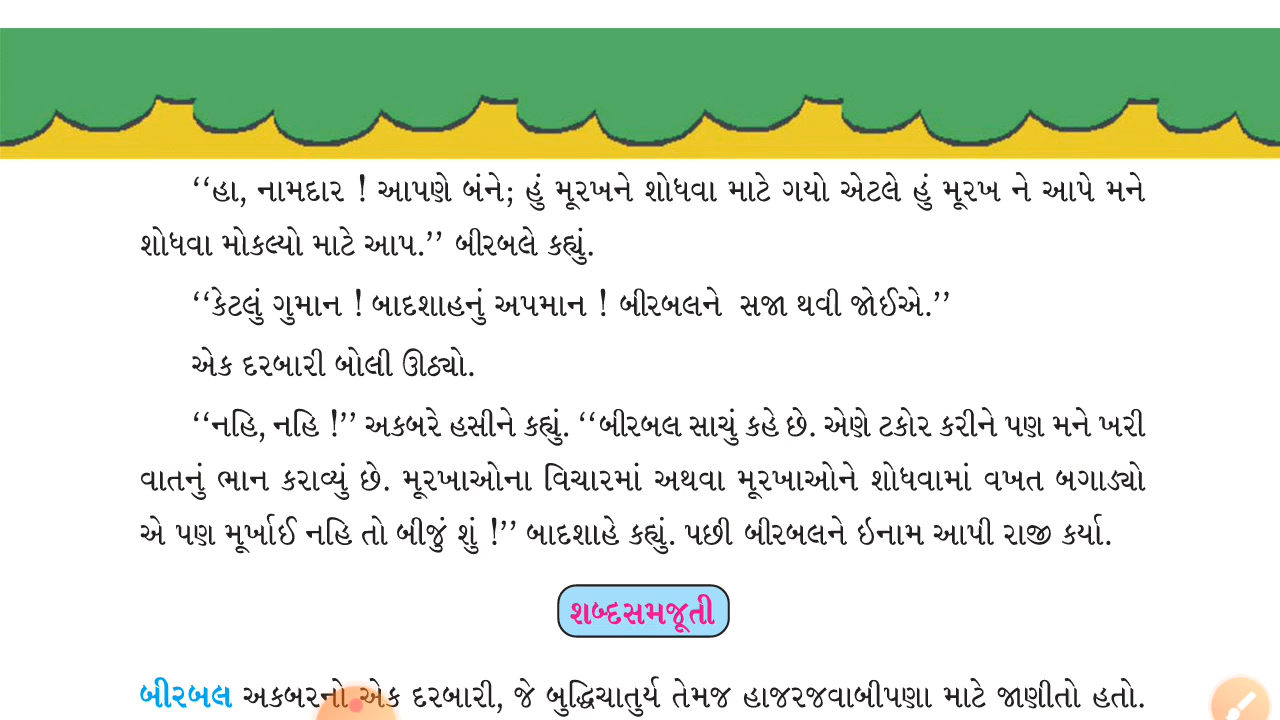 ‘‘હા, નામદાર ! આપણે બંને; હું મૂરખને શોધવા માટે ગયો એટલે હું મૂરખ ને આપે મને
શોધવા મોકલ્યો માટે આપ.’’ બીરબલે કહ્યું.
‘‘કેટલું ગુમાન ! બાદશાહનું અપમાન ! બીરબલને સજા થવી જોઈએ.’’
એક દરબારી બોલી ઊઠ્યો.
‘‘નહિ, નહિ !’’ અકબરે હસીને કહ્યું. ‘‘બીરબલ સાચું કહે છે. એણે ટકોર કરીને પણ મને ખરી
વાતનું ભાન કરાવ્યું છે. મૂરખાઓના વિચારમાં અથવા મૂરખાઓને શોધવામાં વખત બગાડ્યો
એ પણ મૂર્ખાઈ નહિ તો બીજું શું !’’ બાદશાહે કહ્યું. પછી બીરબલને ઇનામ આપી રાજી કર્યા.
શબ્દસમજૂતી
બીરબલ અકબરનો એક દરબારી, જે બુદ્ધિચાતુર્ય તેમજ હાજરજવાબીપણા માટે જાણીતો હતો.